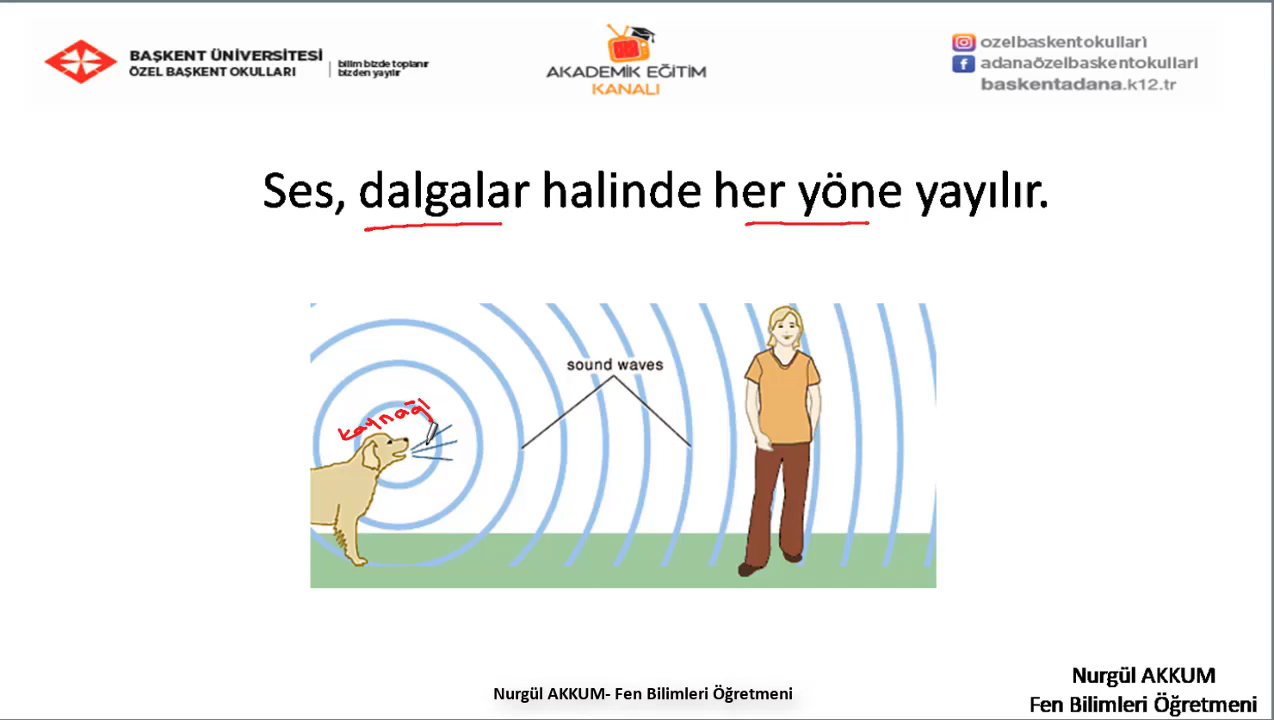 BAŞKENT ÜNİVERSİTESİ
ÖZEL BAŞKENT OKULLARI
bilim bizde toplanır
bizden yayılır
AKADEMİK EĞİTİM
KANALI
ozelbaskentokulları
adanaözelbaskentokullari
baskentadana.k12.tr
Ses, dalgalar halinde her yöne yayılır.
sound waves
kaynağı
Nurgül AKKUM- Fen Bilimleri Öğretmeni
Nurgül AKKUM
Fen Bilimleri Öğretmeni